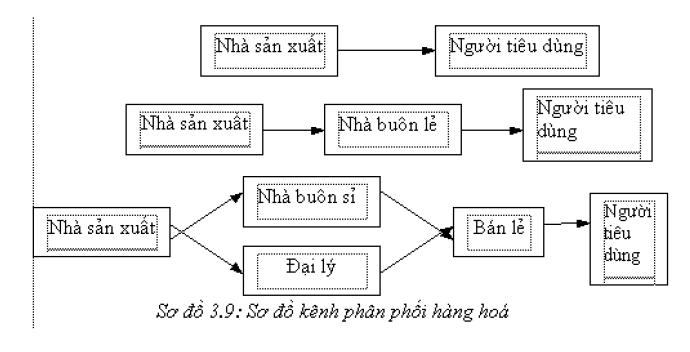 Nhà sản xuất
Người tiêu dùng
Nhà sản xuât
Nhà buôn lẻ
Người tiêu
dùng
Nhà sản xuất
Nhà buôn sỉ
Đại lý
Bán lẻ
Người
tiêu
dùng
Sơ đồ 3.9: Sơ đồ kênh phân phối hàng hoá